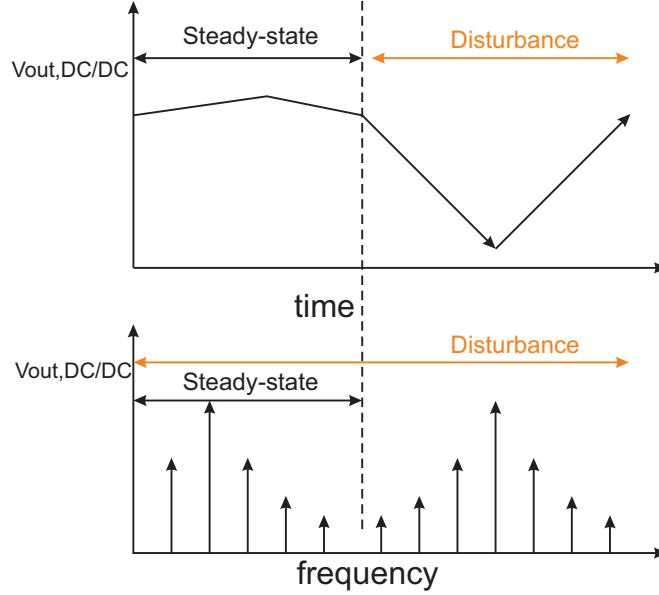 Steady-state
Disturbance
Vout,DC/DC
time
Disturbance
Vout,DC/DC
Steady-state
frequency